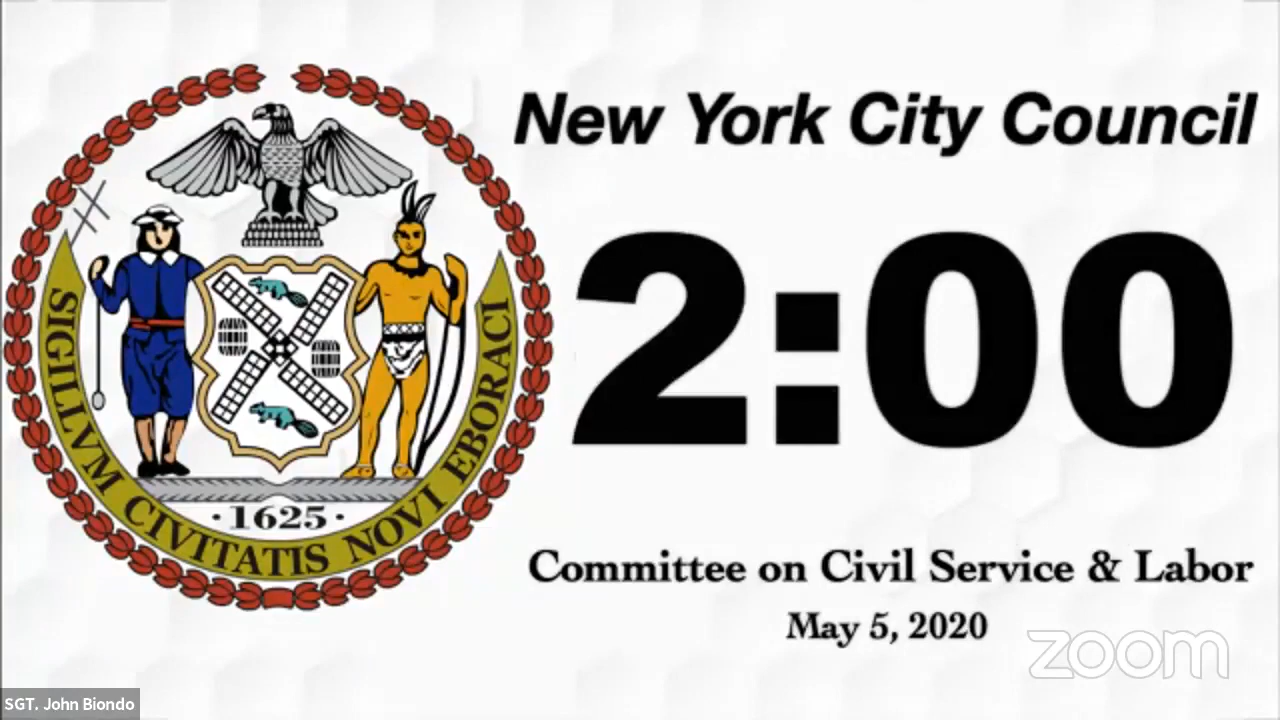 New York City Council
2:00
SIGILLVM CIVITATIS NOVI EBORACI
·1625·
Committee on Civil Service & Labor
May 5, 2020
zoom
SGT. John Biondo